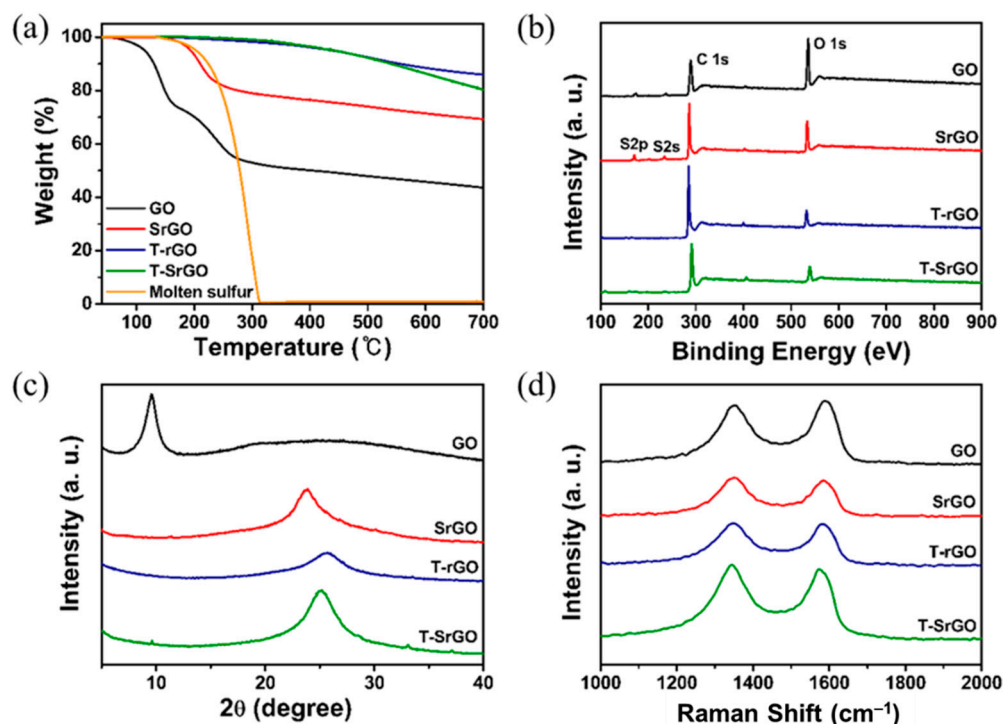 (a)
100
80
60
40
20
0
Weight (%)
GO
SrGO
T-rGO
T-SrGO
Molten sulfur
100 200 300 400 500 600 700
Temperature (℃)
(b)
C 1s
O 1s
GO
S2p S2s
SrGO
T-rGO
T-SrGO
Intensity (a. u.)
100 200 300 400 500 600 700 800 900
Binding Energy (eV)
(c)
GO
SrGO
T-rGO
T-SrGO
Intensity (a. u.)
10 20 30 40
2θ (degree)
(d)
GO
SrGO
T-rGO
T-SrGO
Intensity (a. u.)
1000 1200 1400 1600 1800 2000
Raman Shift (cm⁻¹)